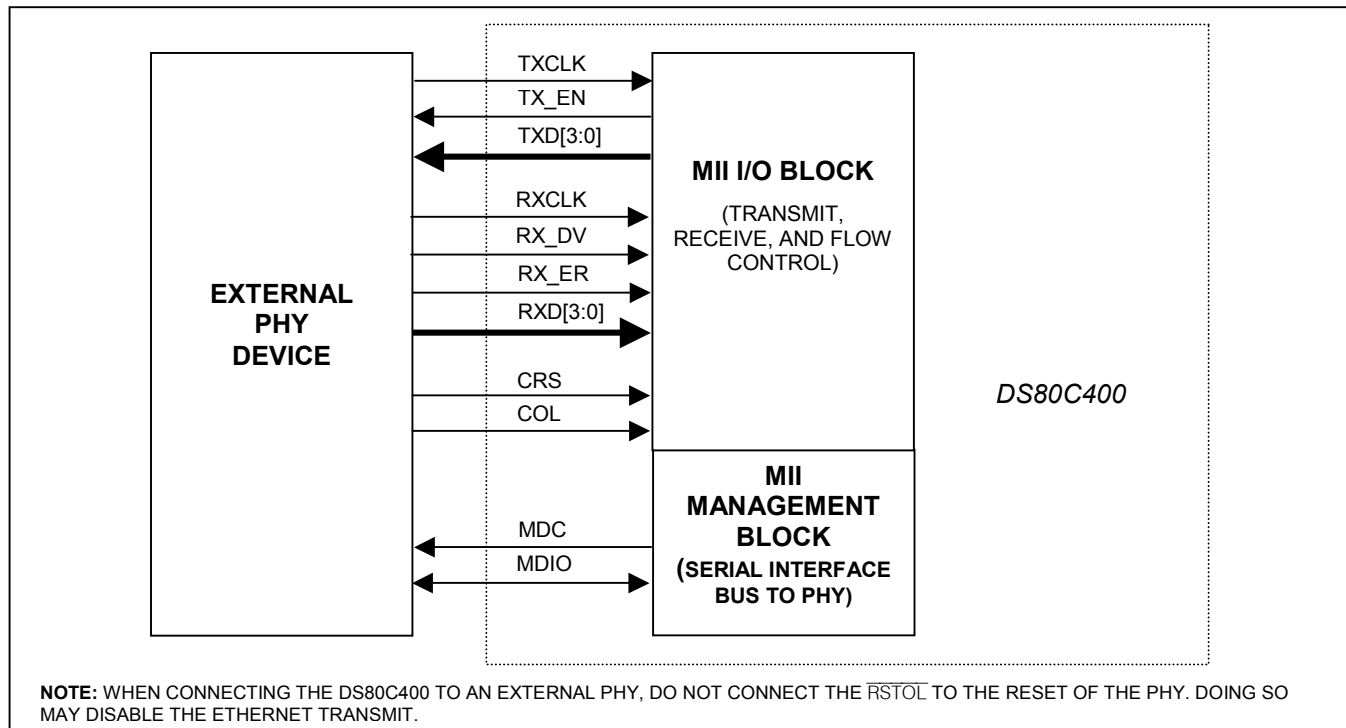 TXCLK
TX_EN
TXD[3:0]
RXCLK
RX_DV
RX_ER
RXD[3:0]
CRS
COL
MDC
MDIO
EXTERNAL
PHY
DEVICE
MII I/O BLOCK
(TRANSMIT,
RECEIVE, AND FLOW
CONTROL)
MII
MANAGEMENT
BLOCK
(SERIAL INTERFACE
BUS TO PHY)
DS80C400
NOTE: WHEN CONNECTING THE DS80C400 TO AN EXTERNAL PHY, DO NOT CONNECT THE R̅S̅T̅O̅L̅ TO THE RESET OF THE PHY. DOING SO
MAY DISABLE THE ETHERNET TRANSMIT.